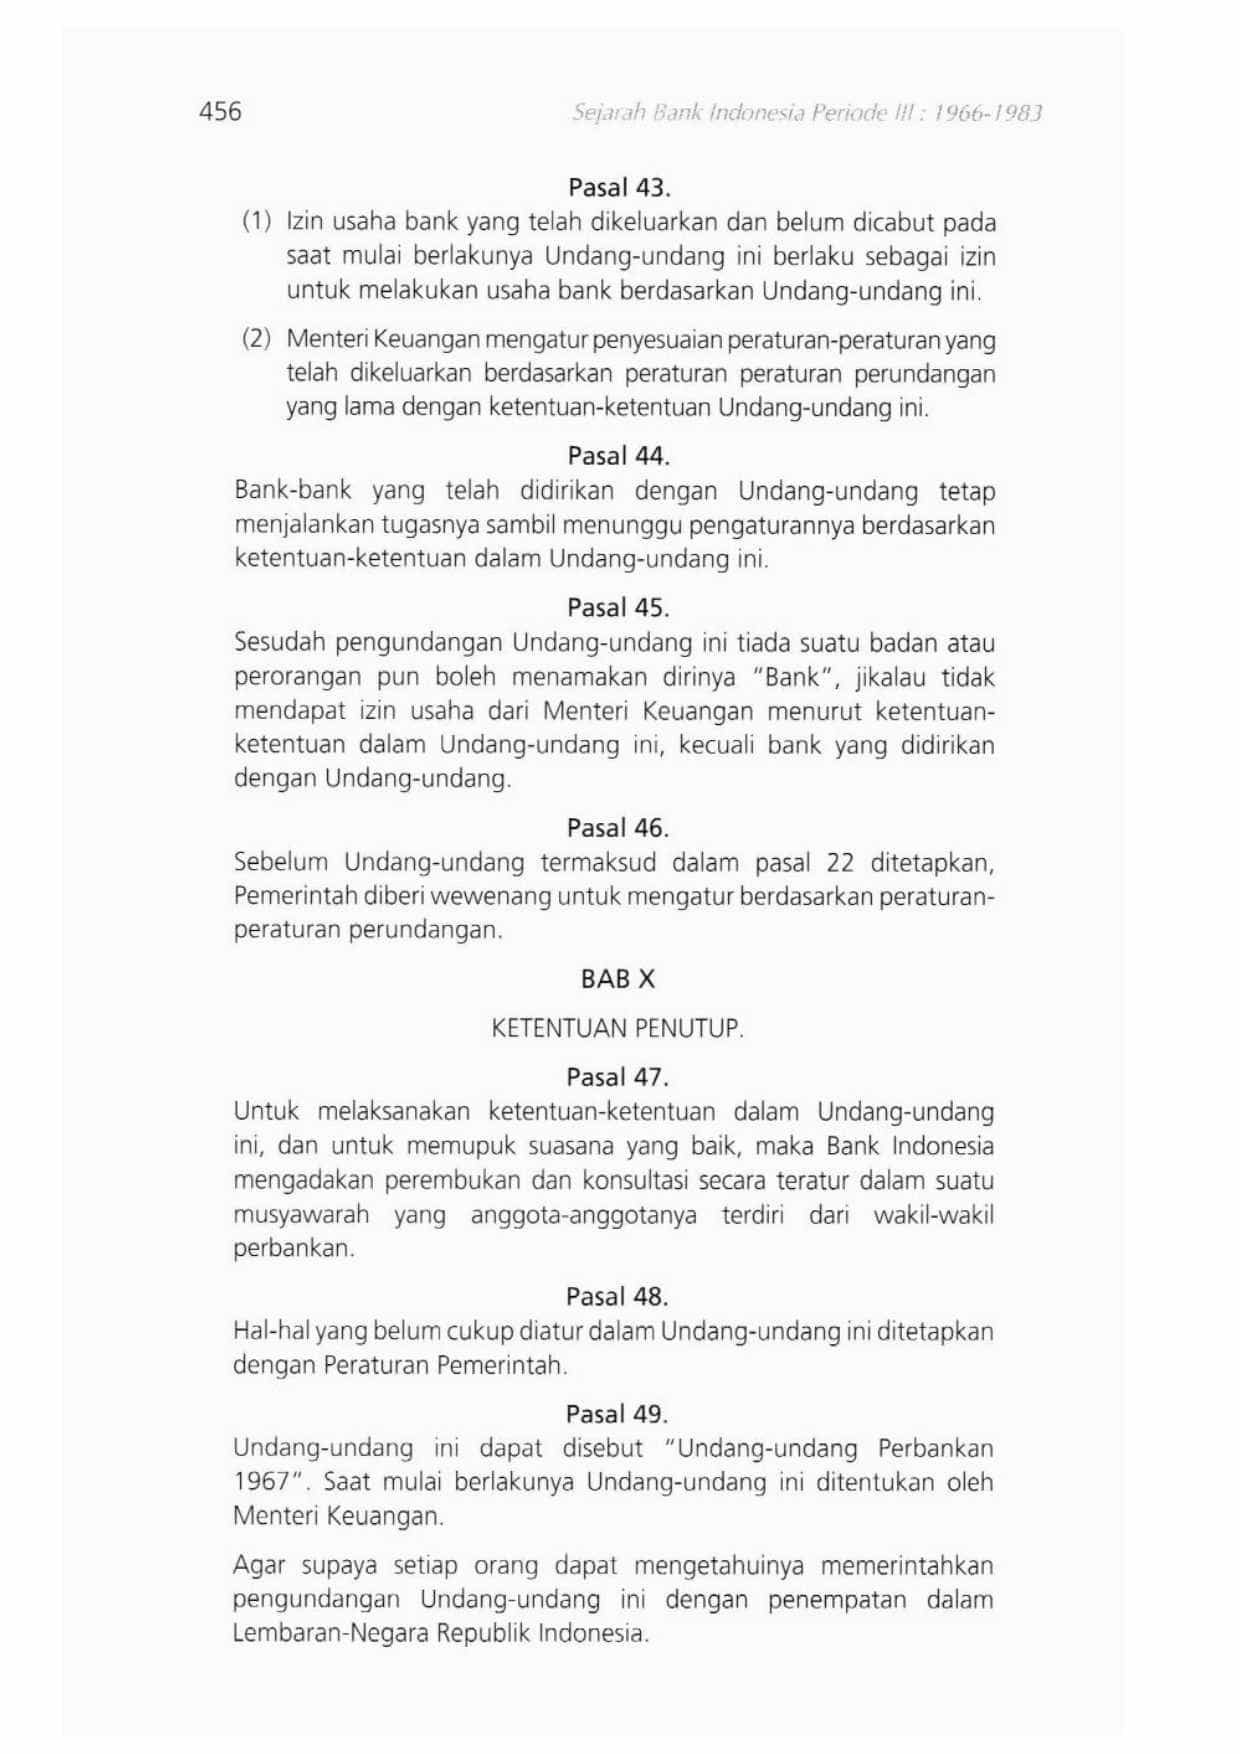 456
Sejarah Bank Indonesia Periode III : 1966-1983
Pasal 43.
(1) Izin usaha bank yang telah dikeluarkan dan belum dicabut pada
saat mulai berlakunya Undang-undang ini berlaku sebagai izin
untuk melakukan usaha bank berdasarkan Undang-undang ini.
(2) Menteri Keuangan mengatur penyesuaian peraturan-peraturan yang
telah dikeluarkan berdasarkan peraturan peraturan perundangan
yang lama dengan ketentuan-ketentuan Undang-undang ini.
Pasal 44.
Bank-bank yang telah didirikan dengan Undang-undang tetap
menjalankan tugasnya sambil menunggu pengaturannya berdasarkan
ketentuan-ketentuan dalam Undang-undang ini.
Pasal 45.
Sesudah pengundangan Undang-undang ini tiada suatu badan atau
perorangan pun boleh menamakan dirinya "Bank", jikalau tidak
mendapat izin usaha dari Menteri Keuangan menurut ketentuan-
ketentuan dalam Undang-undang ini, kecuali bank yang didirikan
dengan Undang-undang.
Pasal 46.
Sebelum Undang-undang termaksud dalam pasal 22 ditetapkan,
Pemerintah diberi wewenang untuk mengatur berdasarkan peraturan-
peraturan perundangan.
BAB X
KETENTUAN PENUTUP.
Pasal 47.
Untuk melaksanakan ketentuan-ketentuan dalam Undang-undang
ini, dan untuk memupuk suasana yang baik, maka Bank Indonesia
mengadakan perembukan dan konsultasi secara teratur dalam suatu
musyawarah yang anggota-anggotanya terdiri dari wakil-wakil
perbankan.
Pasal 48.
Hal-hal yang belum cukup diatur dalam Undang-undang ini ditetapkan
dengan Peraturan Pemerintah.
Pasal 49.
Undang-undang ini dapat disebut "Undang-undang Perbankan
1967". Saat mulai berlakunya Undang-undang ini ditentukan oleh
Menteri Keuangan.
Agar supaya setiap orang dapat mengetahuinya memerintahkan
pengundangan Undang-undang ini dengan penempatan dalam
Lembaran-Negara Republik Indonesia.